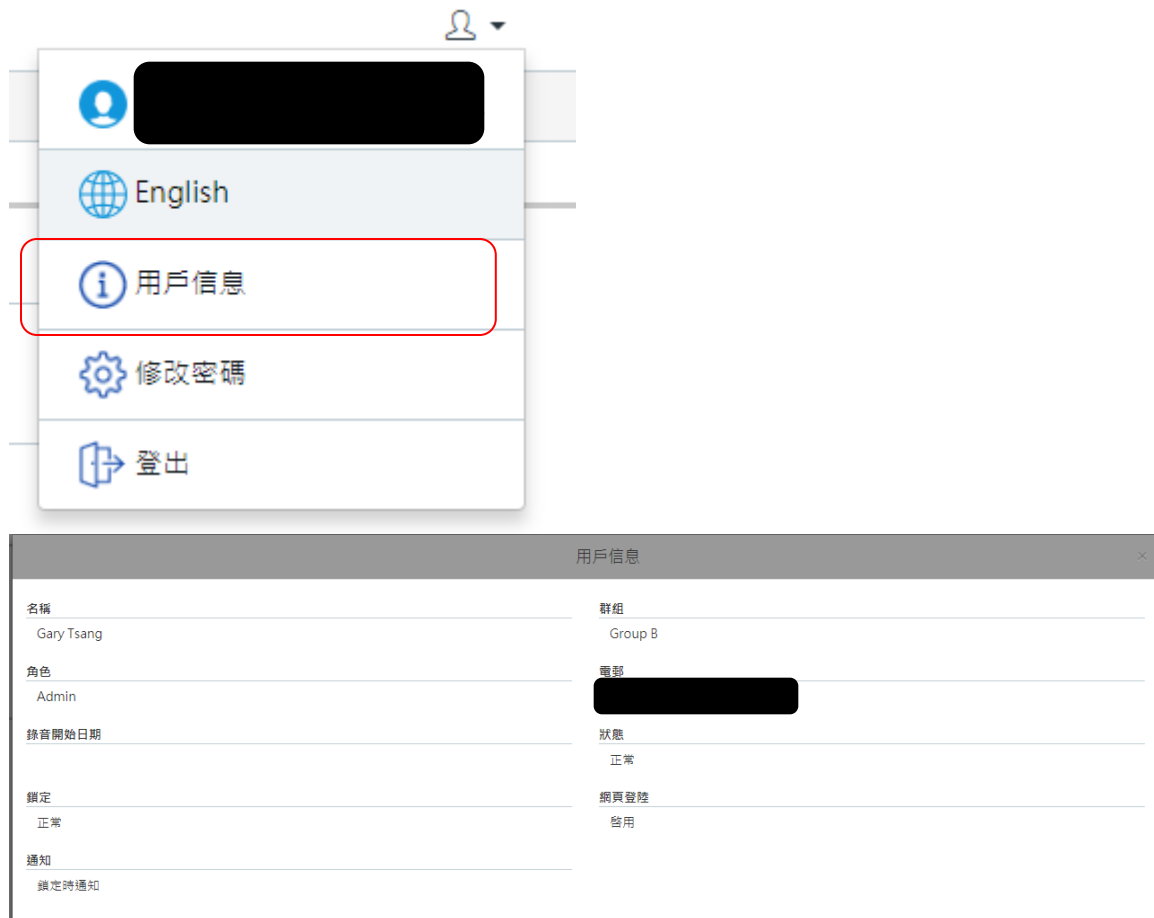 English
用戶信息
修改密碼
登出
用戶信息
名稱
群組
Gary Tsang
Group B
角色
電郵
Admin
錄音開始日期
狀態
正常
鎖定
網頁登陸
正常
啓用
通知
鎖定時通知